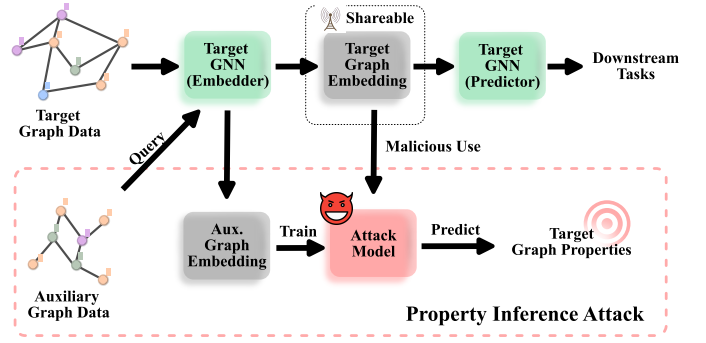 Shareable
Target
GNN
(Embedder)
Target
Graph
Embedding
Target
GNN
(Predictor)
Downstream
Tasks
Target
Graph Data
Query
Malicious Use
Aux.
Graph
Embedding
Train
Attack
Model
Predict
Target
Graph Properties
Auxiliary
Graph Data
Property Inference Attack